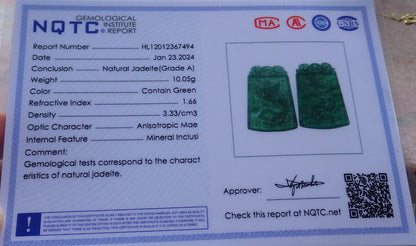 NQTC GEMOLOGICAL INSTITUTE REPORT
MA
CNAS
Report Number HL12012367494
Date Jan 23,2024
Conclusion Natural Jadeite(Grade A)
Weight 10.05g
Color Contain Green
Refractive Index 1.66
Density 3.33/cm3
Optic Character Anisotropic Mae
Internal Feature Mineral Inclusi
Comment:
Gemological tests correspond to the charact
eristics of natural jadeite.
Approver:
Check this report at NQTC.net